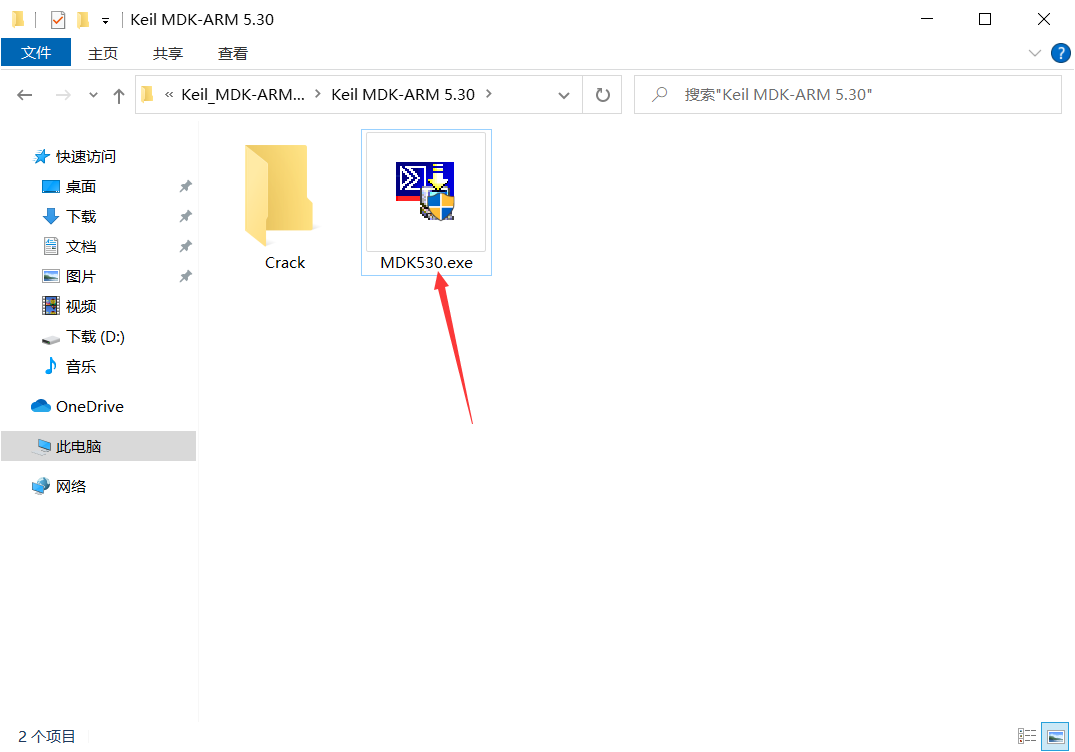 Keil MDK-ARM 5.30
文件 主页 共享 查看
« Keil_MDK-ARM... > Keil MDK-ARM 5.30 > 搜索"Keil MDK-ARM 5.30"
快速访问
桌面
下载
文档
图片
视频
下载 (D:)
音乐
OneDrive
此电脑
网络
Crack
MDK530.exe
2 个项目